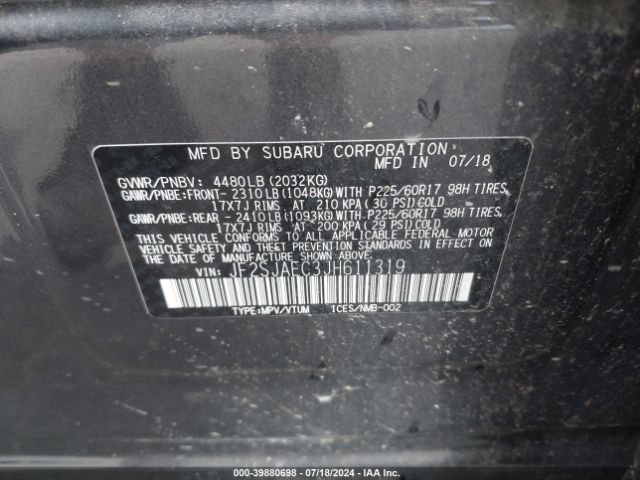 MFD BY SUBARU CORPORATION
MFD IN 07/18
GVWR/PNBV: 4480LB(2032KG)
GAWR/PNBE:FRONT- 2310LB(1048KG)WITH P225/60R17 98H TIRES,
17X7J RIMS AT 210 KPA(30 PSI)COLD
GAWR/PNBE:REAR - 2410LB(1093KG)WITH P225/60R17 98H TIRES,
17X7J RIMS AT 200 KPA(29 PSI)COLD
THIS VEHICLE CONFORMS TO ALL APPLICABLE FEDERAL MOTOR
VEHICLE SAFETY AND THEFT PREVENTION STANDARDS IN EFFECT ON
THE DATE OF MANUFACTURE SHOWN ABOVE.
VIN: JF2SJAEC3JH611319
TYPE:MPV/VTUM 1CES/NMB-002
000-39880698 - 07/18/2024 - IAA Inc.